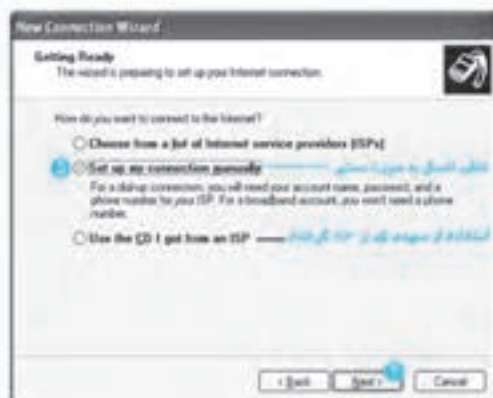 New Connection Wizard
Getting Ready
The wizard is preparing to set up your Internet connection.
How do you want to connect to the Internet?
Choose from a list of Internet service providers (ISPs)
Set up my connection manually
For a dial-up connection, you will need your account name, password, and a
phone number for your ISP. For a broadband account, you won't need a phone
number.
Use the CD I got from an ISP
< Back Next > Cancel